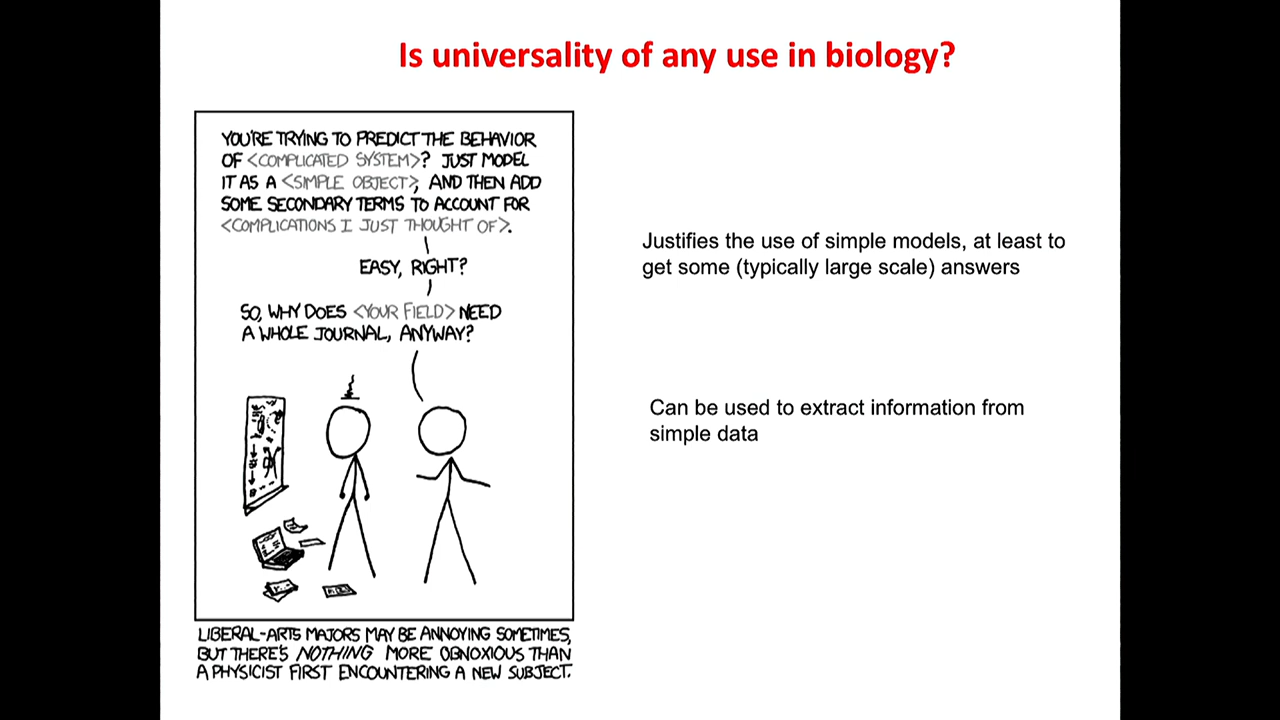 Is universality of any use in biology?
YOU'RE TRYING TO PREDICT THE BEHAVIOR
OF <COMPLICATED SYSTEM>? JUST MODEL
IT AS A <SIMPLE OBJECT>, AND THEN ADD
SOME SECONDARY TERMS TO ACCOUNT FOR
<COMPLICATIONS I JUST THOUGHT OF>.
EASY, RIGHT?
SO, WHY DOES <YOUR FIELD> NEED
A WHOLE JOURNAL, ANYWAY?
LIBERAL-ARTS MAJORS MAY BE ANNOYING SOMETIMES,
BUT THERE'S NOTHING MORE OBNOXIOUS THAN
A PHYSICIST FIRST ENCOUNTERING A NEW SUBJECT.
Justifies the use of simple models, at least to
get some (typically large scale) answers
Can be used to extract information from
simple data